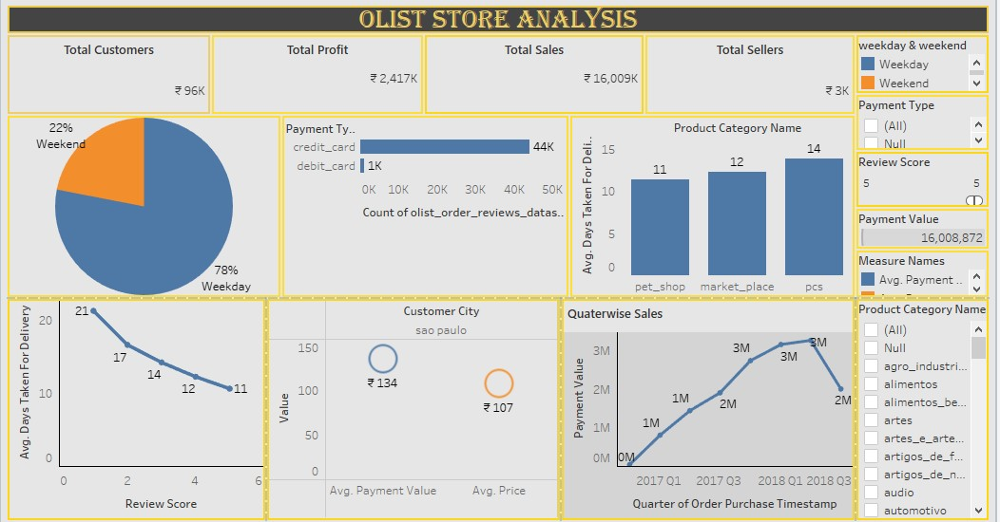 OLIST STORE ANALYSIS
Total Customers
₹ 96K
Total Profit
₹ 2,417K
Total Sales
₹ 16,009K
Total Sellers
₹ 3K
weekday & weekend
Weekday
Weekend
Payment Type
(All)
Null
Review Score
5 5
Payment Value
16,008,872
Measure Names
Avg. Payment ..
22%
Weekend
78%
Weekday
Payment Ty..
credit_card 44K
debit_card 1K
0K 10K 20K 30K 40K 50K
Count of olist_order_reviews_datas..
Product Category Name
Avg. Days Taken For Deli..
15
10
5
0
11
12
14
pet_shop market_place pcs
Avg. Days Taken For Delivery
20
10
0
21
17
14
12
11
0 2 4 6
Review Score
Customer City
sao paulo
Value
150
100
50
0
₹ 134
₹ 107
Avg. Payment Value Avg. Price
Quaterwise Sales
Payment Value
3M
2M
1M
0M
0M
1M
1M
2M
3M
3M
3M
2M
2017 Q1 2017 Q3 2018 Q1 2018 Q3
Quarter of Order Purchase Timestamp
Product Category Name
(All)
Null
agro_industri...
alimentos
alimentos_be...
artes
artes_e_arte...
artigos_de_f...
artigos_de_n...
audio
automotivo